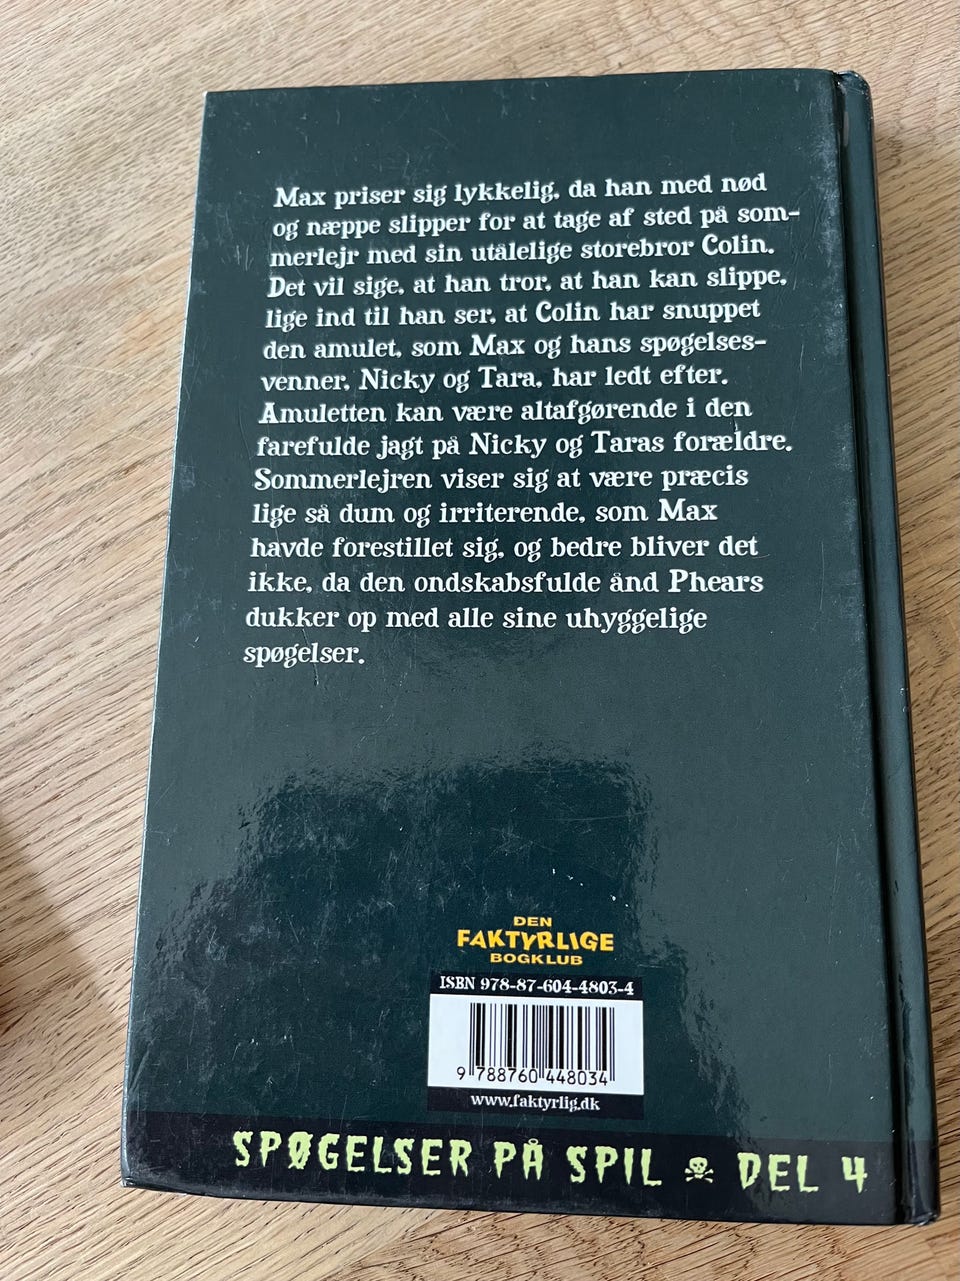 Max priser sig lykkelig, da han med nød
og næppe slipper for at tage af sted på som-
merlejr med sin utålelige storebror Colin.
Det vil sige, at han tror, at han kan slippe,
lige ind til han ser, at Colin har snuppet
den amulet, som Max og hans spøgelses-
venner, Nicky og Tara, har ledt efter.
Amuletten kan være altafgørende i den
farefulde jagt på Nicky og Taras forældre.
Sommerlejren viser sig at være præcis
lige så dum og irriterende, som Max
havde forestillet sig, og bedre bliver det
ikke, da den ondskabsfulde ånd Phears
dukker op med alle sine uhyggelige
spøgelser.
DEN
FAKTYRLIGE
BOGKLUB
ISBN 978-87-604-4803-4
9 788760 448034
www.faktyrlig.dk
SPØGELSER PÅ SPIL DEL 4